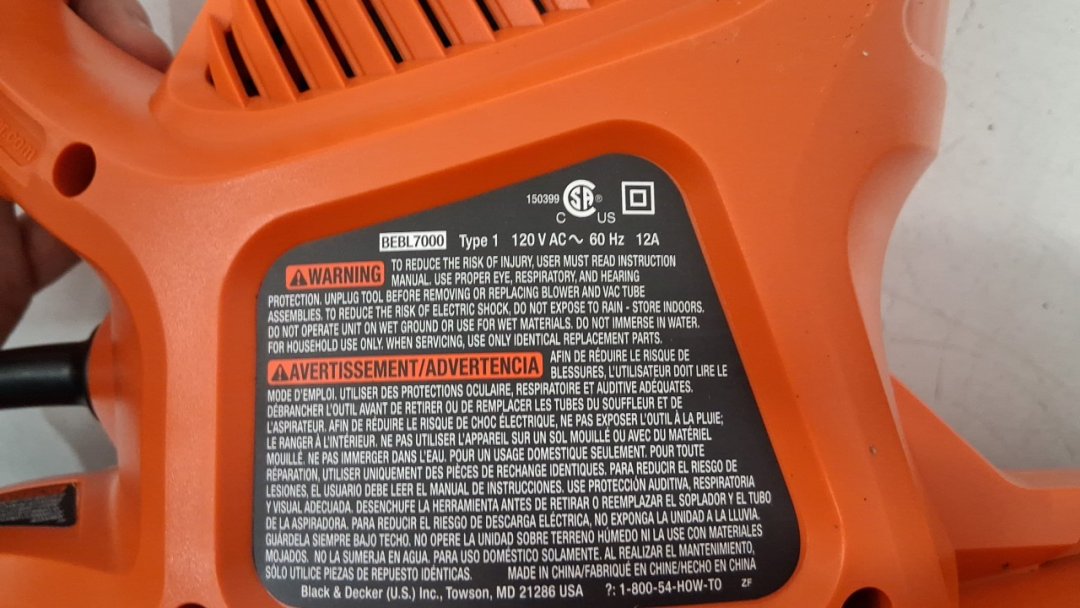 150399 SA ®
C US
BEBL7000 Type 1 120 V AC~ 60 Hz 12A
WARNING TO REDUCE THE RISK OF INJURY, USER MUST READ INSTRUCTION
MANUAL. USE PROPER EYE, RESPIRATORY, AND HEARING
PROTECTION. UNPLUG TOOL BEFORE REMOVING OR REPLACING BLOWER AND VAC TUBE
ASSEMBLIES. TO REDUCE THE RISK OF ELECTRIC SHOCK, DO NOT EXPOSE TO RAIN - STORE INDOORS.
DO NOT OPERATE UNIT ON WET GROUND OR USE FOR WET MATERIALS. DO NOT IMMERSE IN WATER.
FOR HOUSEHOLD USE ONLY. WHEN SERVICING, USE ONLY IDENTICAL REPLACEMENT PARTS.
AVERTISSEMENT/ADVERTENCIA AFIN DE RÉDUIRE LE RISQUE DE
BLESSURES, L'UTILISATEUR DOIT LIRE LE
MODE D'EMPLOI. UTILISER DES PROTECTIONS OCULAIRE, RESPIRATOIRE ET AUDITIVE ADÉQUATES.
DÉBRANCHER L'OUTIL AVANT DE RETIRER OU DE REMPLACER LES TUBES DU SOUFFLEUR ET DE
L'ASPIRATEUR. AFIN DE RÉDUIRE LE RISQUE DE CHOC ÉLECTRIQUE, NE PAS EXPOSER L'OUTIL À LA PLUIE;
LE RANGER À L'INTÉRIEUR. NE PAS UTILISER L'APPAREIL SUR UN SOL MOUILLÉ OU AVEC DU MATÉRIEL
MOUILLÉ. NE PAS IMMERGER DANS L'EAU. POUR UN USAGE DOMESTIQUE SEULEMENT. POUR TOUTE
RÉPARATION, UTILISER UNIQUEMENT DES PIÈCES DE RECHANGE IDENTIQUES. PARA REDUCIR EL RIESGO DE
LESIONES, EL USUARIO DEBE LEER EL MANUAL DE INSTRUCCIONES. USE PROTECCIÓN AUDITIVA, RESPIRATORIA
Y VISUAL ADECUADA. DESENCHUFE LA HERRAMIENTA ANTES DE RETIRAR O REEMPLAZAR EL SOPLADOR Y EL TUBO
DE LA ASPIRADORA. PARA REDUCIR EL RIESGO DE DESCARGA ELÉCTRICA, NO EXPONGA LA UNIDAD A LA LLUVIA.
GUÁRDELA SIEMPRE BAJO TECHO. NO OPERE LA UNIDAD SOBRE TERRENO HÚMEDO NI LA USE CON MATERIALES
MOJADOS. NO LA SUMERJA EN AGUA. PARA USO DOMÉSTICO SOLAMENTE. AL REALIZAR EL MANTENIMIENTO,
SÓLO UTILICE PIEZAS DE REPUESTO IDÉNTICAS. MADE IN CHINA/FABRIQUÉ EN CHINE/HECHO EN CHINA
Black & Decker (U.S.) Inc., Towson, MD 21286 USA ?: 1-800-54-HOW-TO ZF